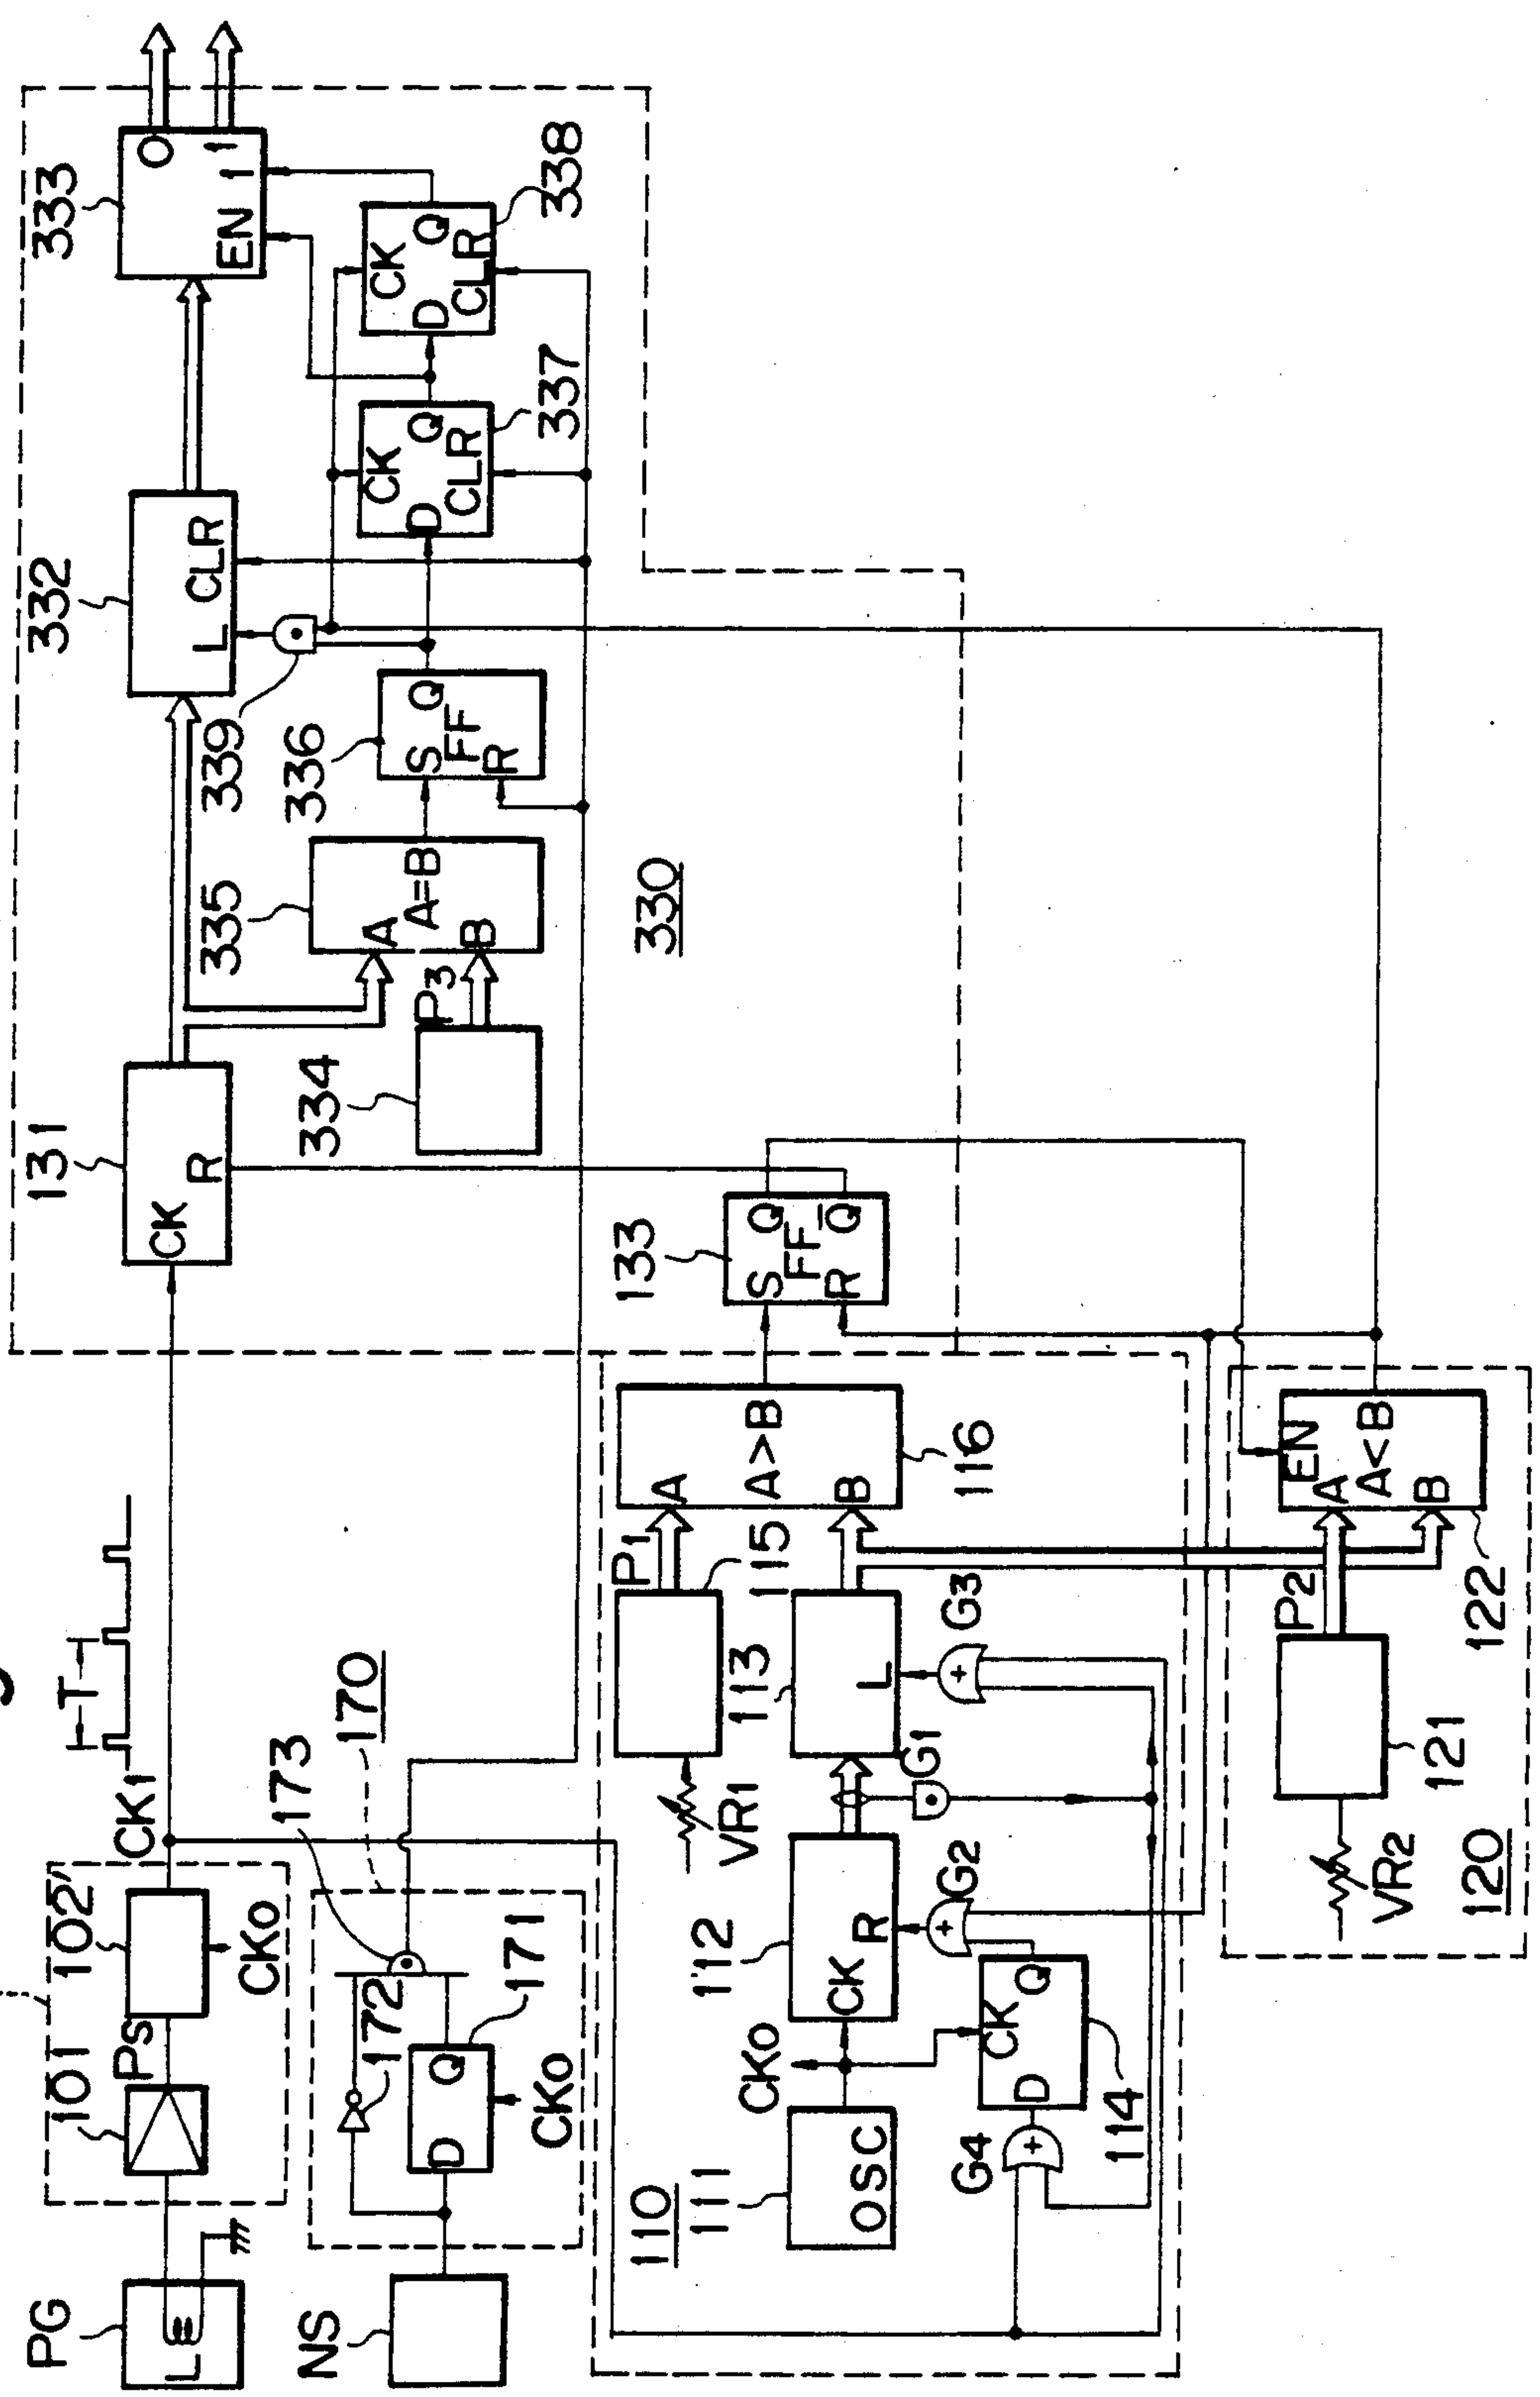 PG
L
101
Ps
102'
CKo
CK1
T
131
CK
R
332
L
CLR
333
O
1
EN
1
NS
D
Q
171
172
173
CKo
170
334
P3
335
A
A=B
B
339
336
S
Q
FF
R
337
CK
D
Q
CLR
338
CK
D
Q
CLR
330
110
111
OSC
CKo
112
CK
R
G1
G2
G3
G4
113
L
114
CK
D
Q
VR1
115
P1
116
A
A>B
B
133
S
Q
FF
R
Q̅
120
VR2
121
P2
122
EN
A
A<B
B